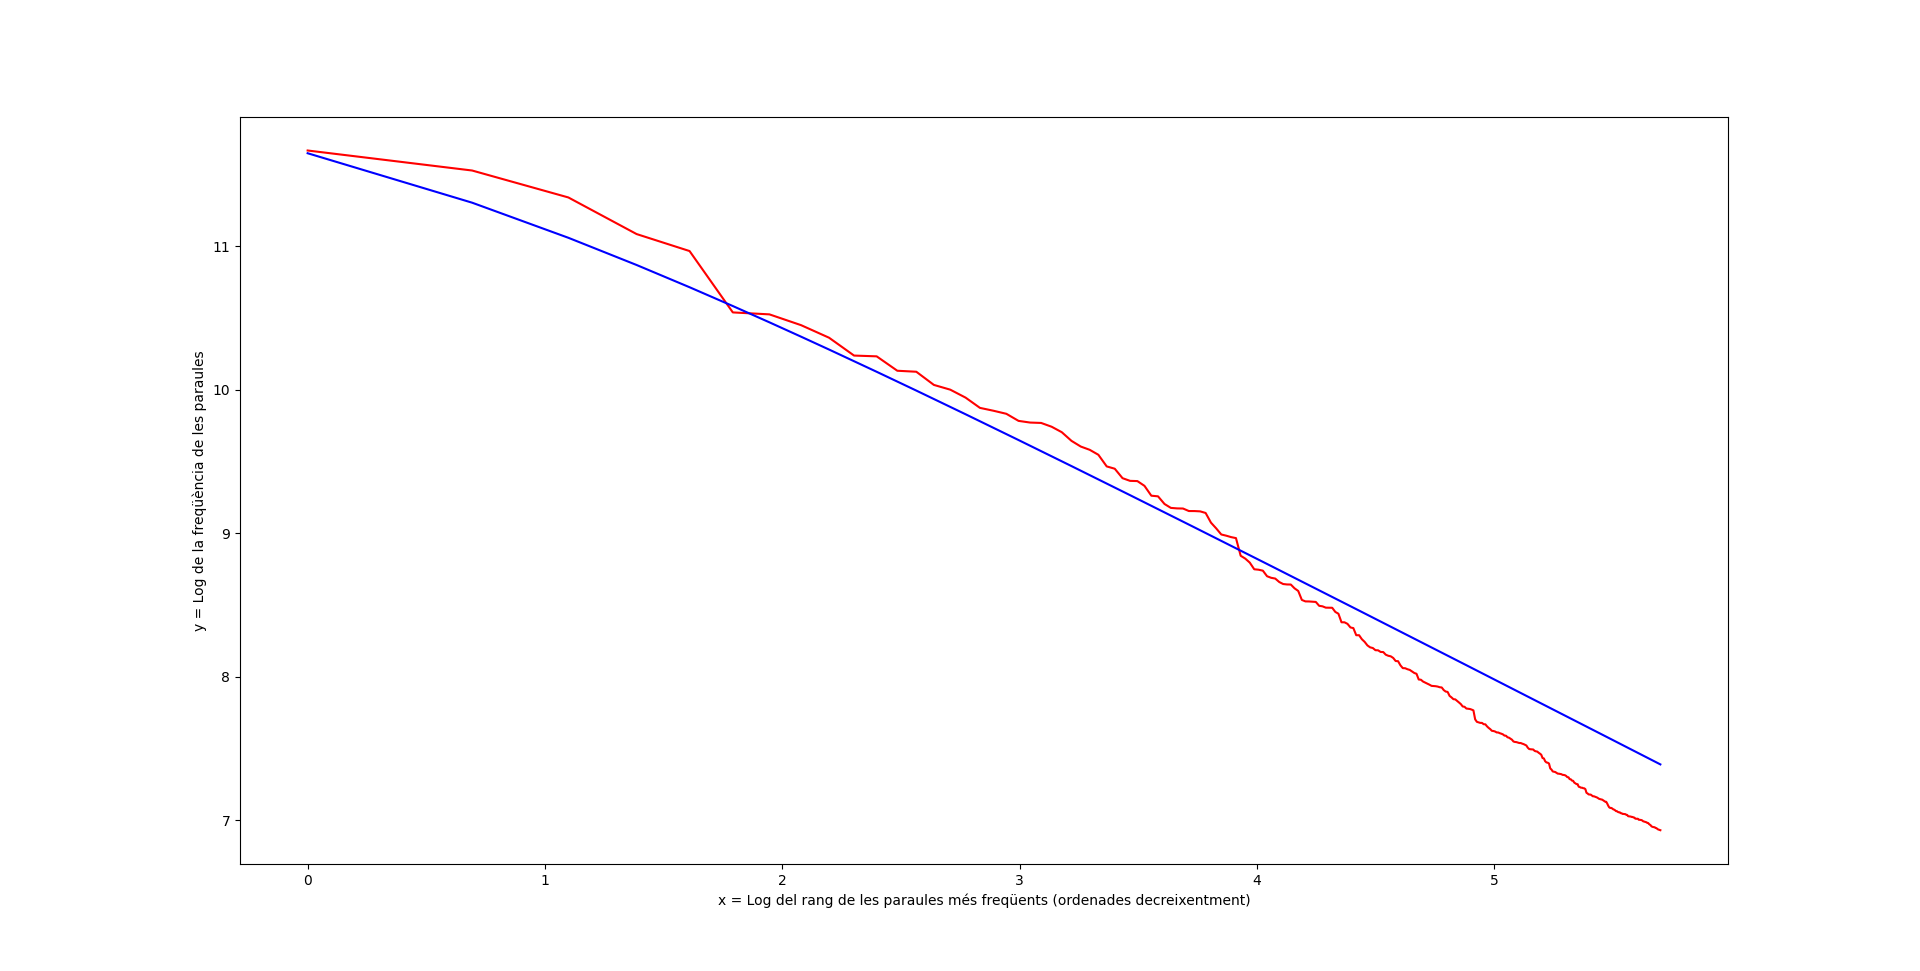 11
10
9
8
7
y = Log de la freqüència de les paraules
0 1 2 3 4 5
x = Log del rang de les paraules més freqüents (ordenades decreixentment)